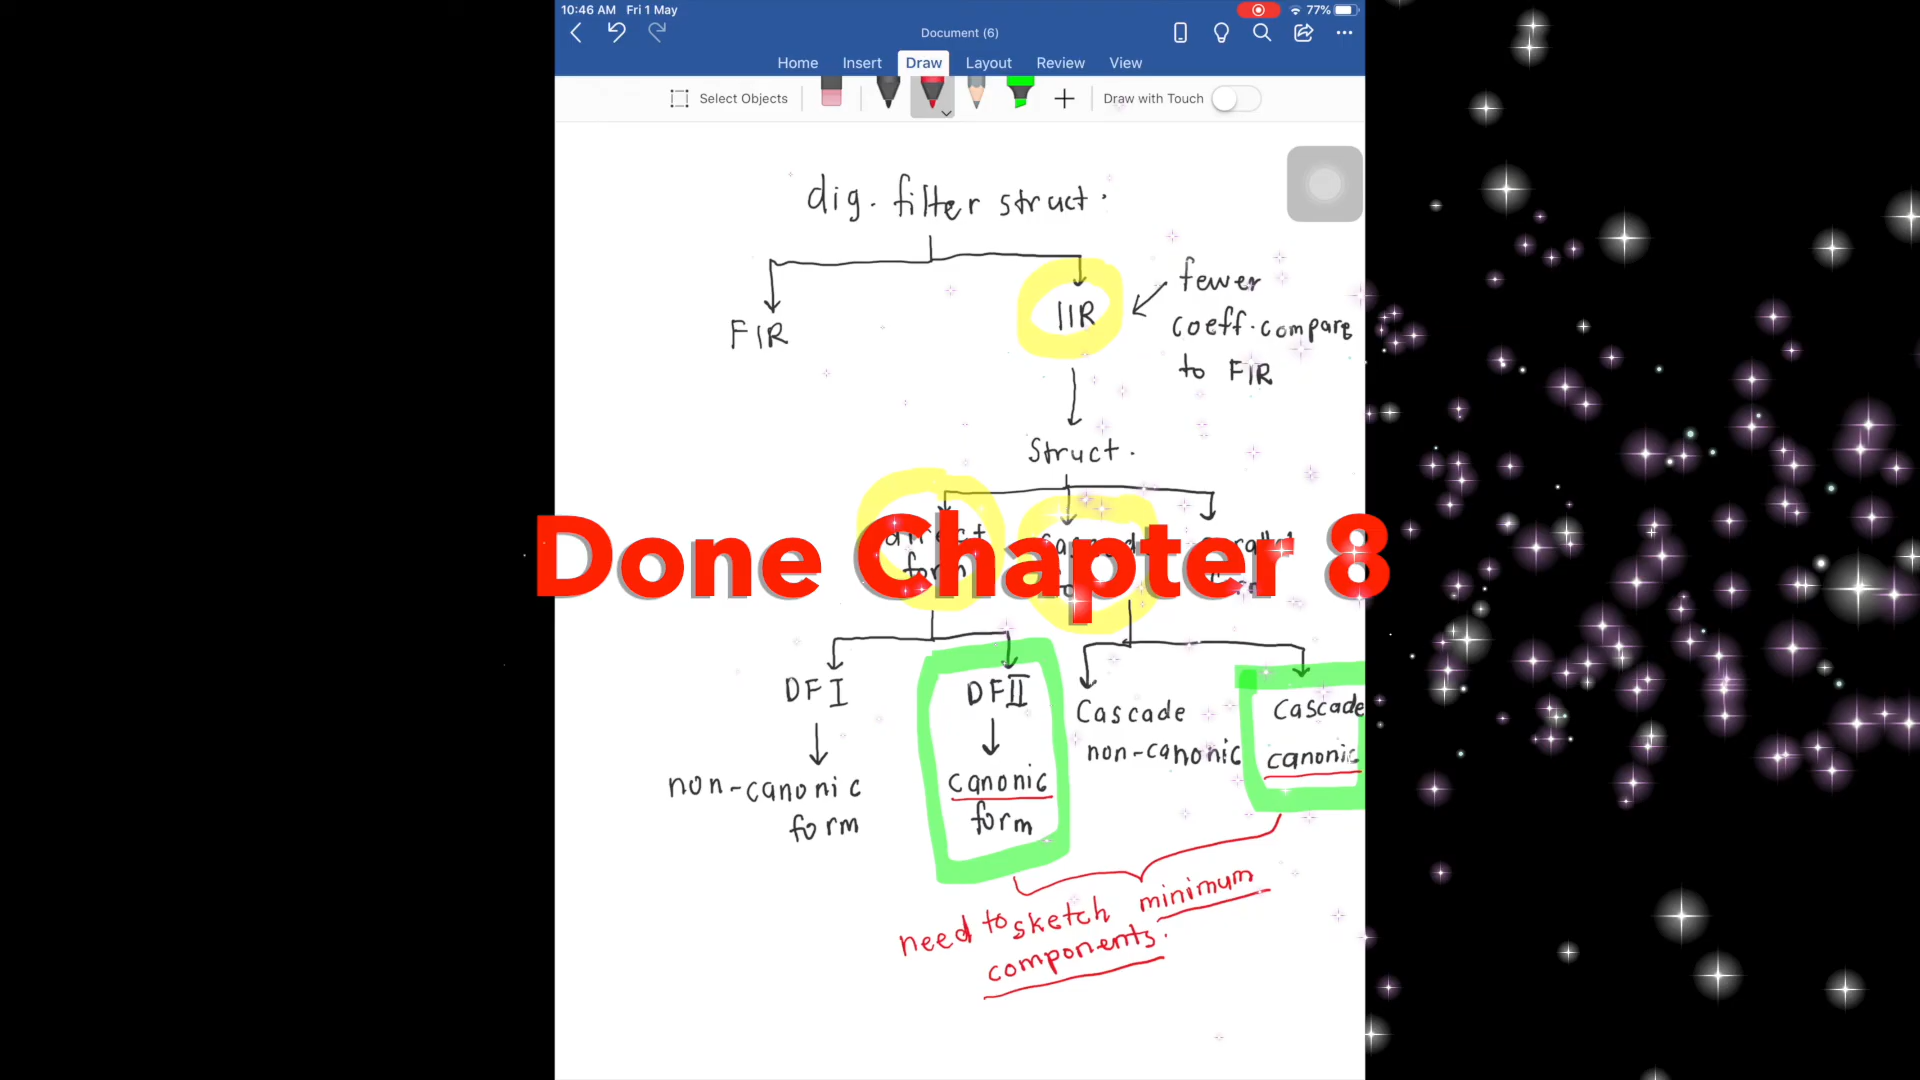 10:46 AM Fri 1 May
77%
Document (6)
Home Insert Draw Layout Review View
Select Objects
Draw with Touch
dig. filter struct.
FIR
IIR
fewer
coeff. compare
to FIR
Struct.
direct
form
Done Chapter 8
DF I
DF II
Cascade
non-canonic
Cascade
canonic
non-canonic
form
canonic
form
need to sketch minimum
components.